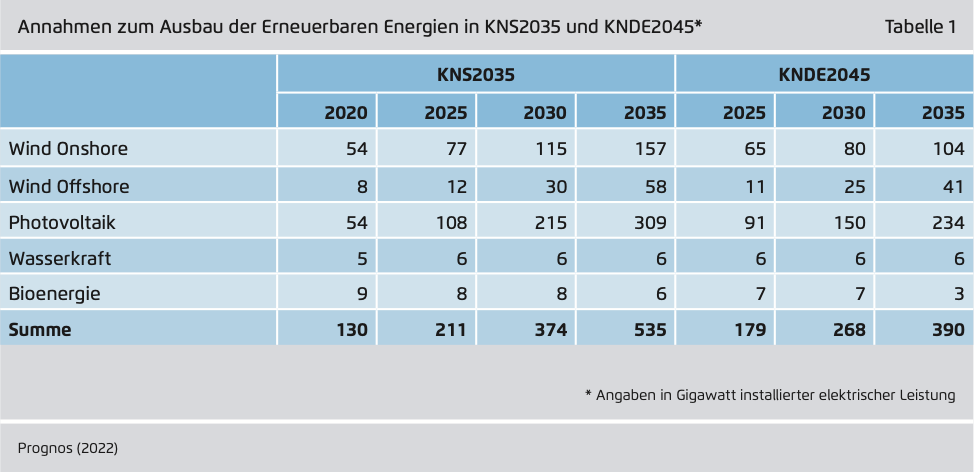 Annahmen zum Ausbau der Erneuerbaren Energien in KNS2035 und KNDE2045* Tabelle 1
KNS2035 KNDE2045
2020 2025 2030 2035 2025 2030 2035
Wind Onshore 54 77 115 157 65 80 104
Wind Offshore 8 12 30 58 11 25 41
Photovoltaik 54 108 215 309 91 150 234
Wasserkraft 5 6 6 6 6 6 6
Bioenergie 9 8 8 6 7 7 3
Summe 130 211 374 535 179 268 390
* Angaben in Gigawatt installierter elektrischer Leistung
Prognos (2022)